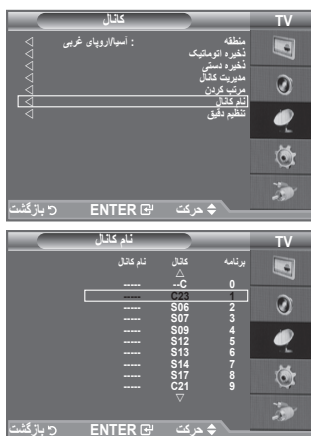 TV
کانال
منطقه : آسیا/اروپای غربی
ذخیره اتوماتیک
ذخیره دستی
مدیریت کانال
مرتب کردن
نام کانال
تنظیم دقیق
حرکت ENTER بازگشت
TV
نام کانال
برنامه کانال نام کانال
0 C-- -----
1 C23 -----
2 S06 -----
3 S07 -----
4 S09 -----
5 S12 -----
6 S13 -----
7 S14 -----
8 S17 -----
9 C21 -----
حرکت ENTER بازگشت